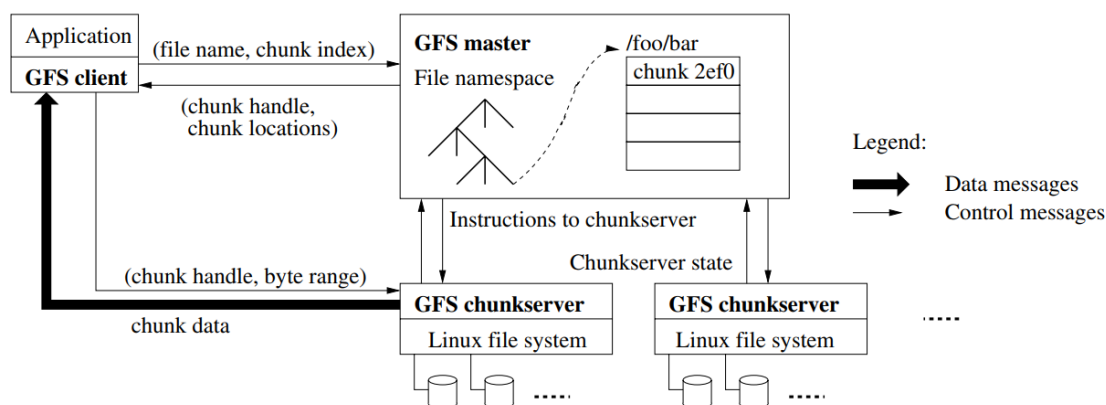 Application
GFS client
(file name, chunk index)
(chunk handle,
chunk locations)
GFS master
File namespace
/foo/bar
chunk 2ef0
Legend:
Data messages
Control messages
Instructions to chunkserver
Chunkserver state
(chunk handle, byte range)
chunk data
GFS chunkserver
Linux file system
GFS chunkserver
Linux file system